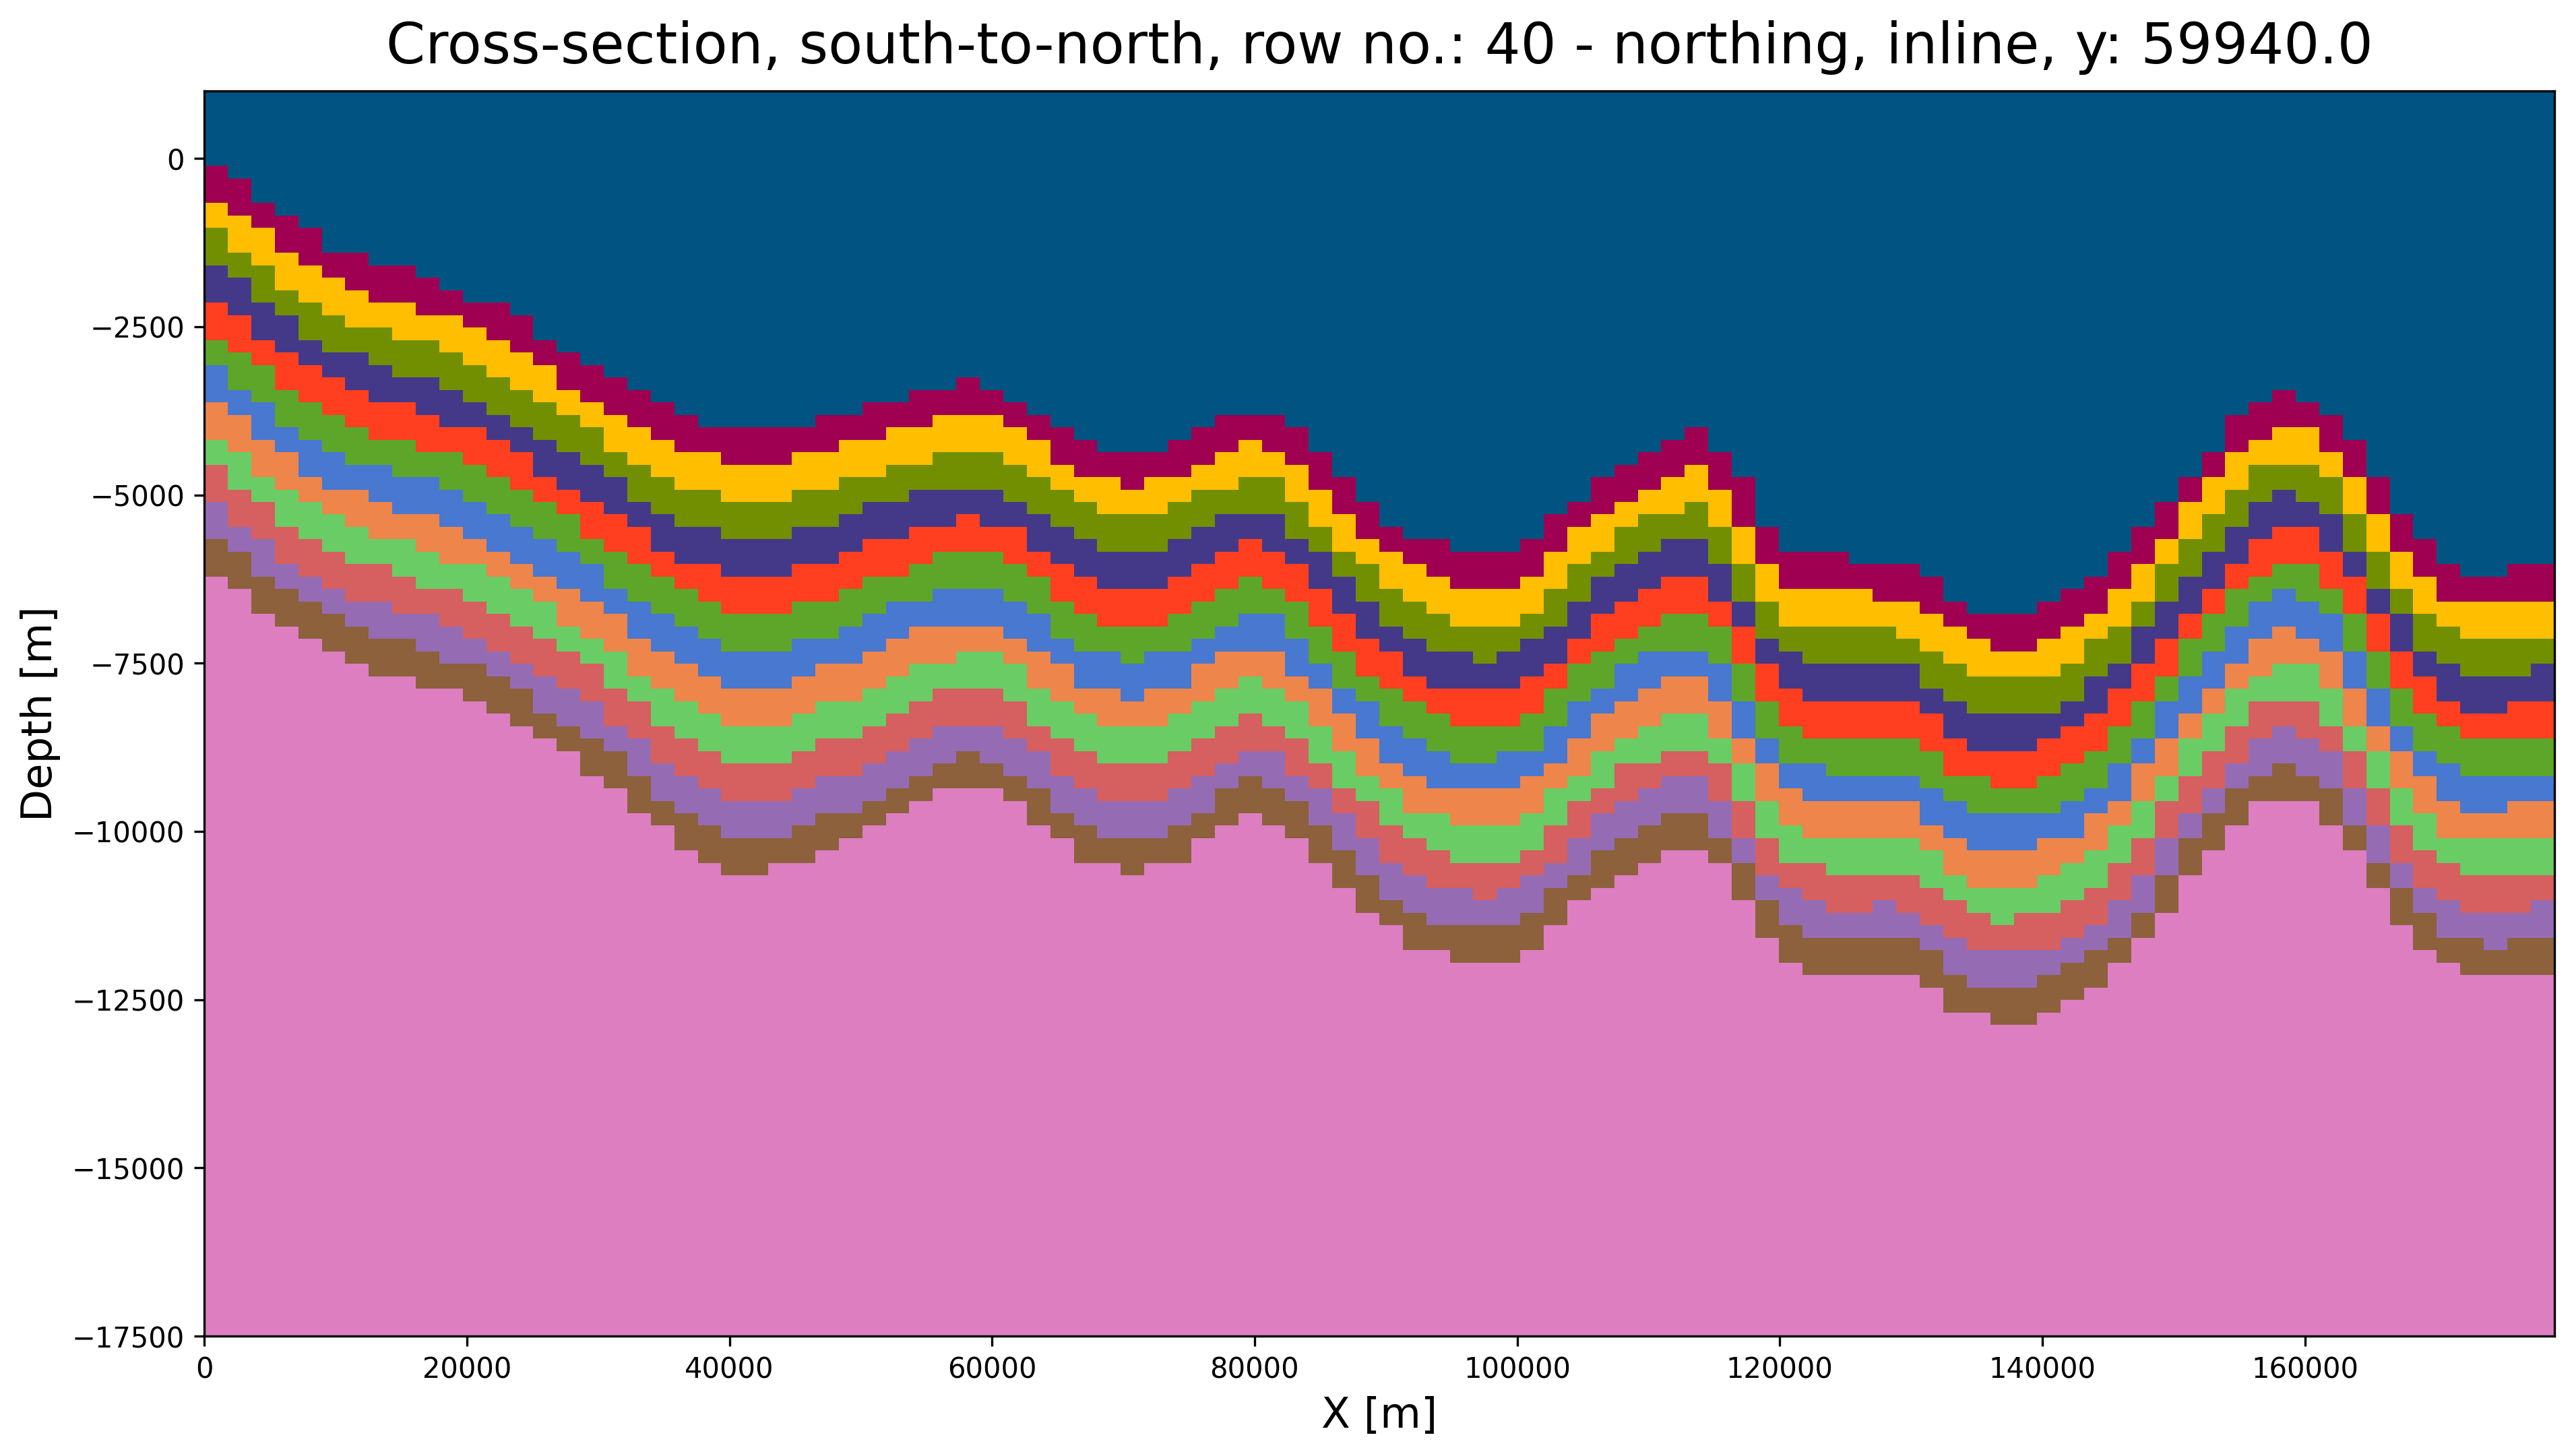 Cross-section, south-to-north, row no.: 40 - northing, inline, y: 59940.0
0
−2500
−5000
−7500
−10000
−12500
−15000
−17500
Depth [m]
0 20000 40000 60000 80000 100000 120000 140000 160000
X [m]